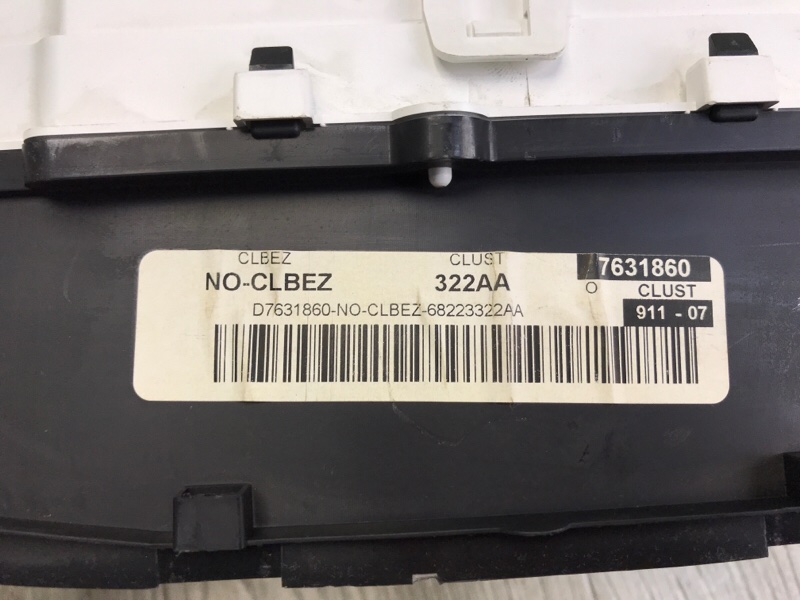 CLBEZ CLUST 7631860
NO-CLBEZ 322AA O CLUST
D7631860-NO-CLBEZ-68223322AA 911 - 07